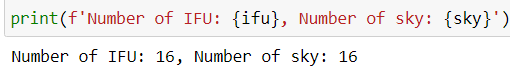 print(f'Number of IFU: {ifu}, Number of sky: {sky}')
Number of IFU: 16, Number of sky: 16